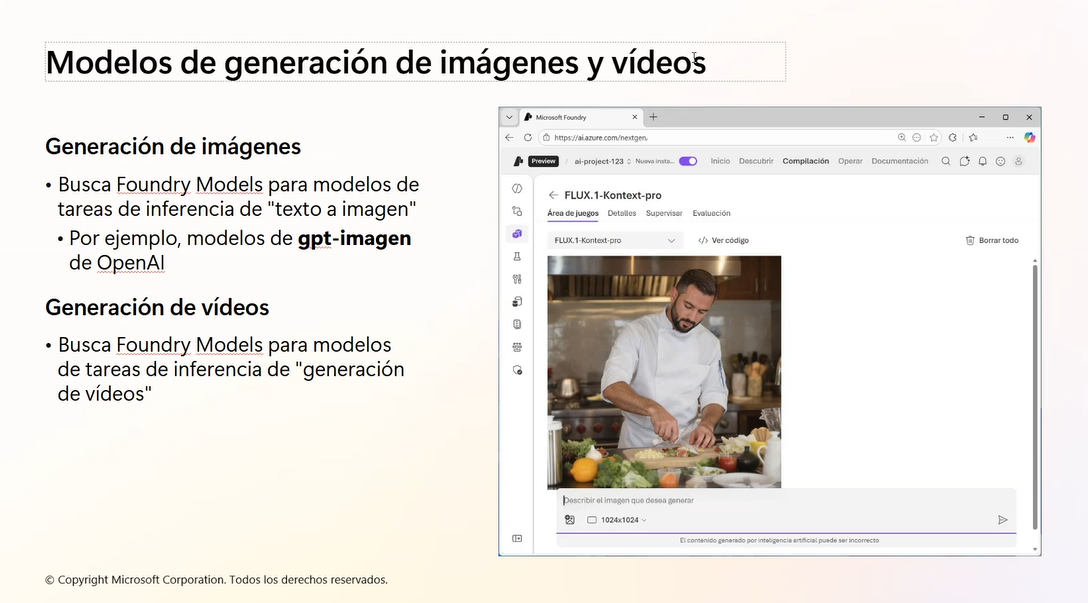 Modelos de generación de imágenes y vídeos
Generación de imágenes
• Busca Foundry Models para modelos de
tareas de inferencia de "texto a imagen"
• Por ejemplo, modelos de gpt-imagen
de OpenAI
Generación de vídeos
• Busca Foundry Models para modelos
de tareas de inferencia de "generación
de vídeos"
Microsoft Foundry
https://ai.azure.com/nextgen,
Preview / ai-project-123 Nueva insta... Inicio Descubrir Compilación Operar Documentación
FLUX.1-Kontext-pro
Área de juegos Detalles Supervisar Evaluación
FLUX.1-Kontext-pro Ver código Borrar todo
Describir el imagen que desea generar
1024x1024
El contenido generado por inteligencia artificial puede ser incorrecto
© Copyright Microsoft Corporation. Todos los derechos reservados.